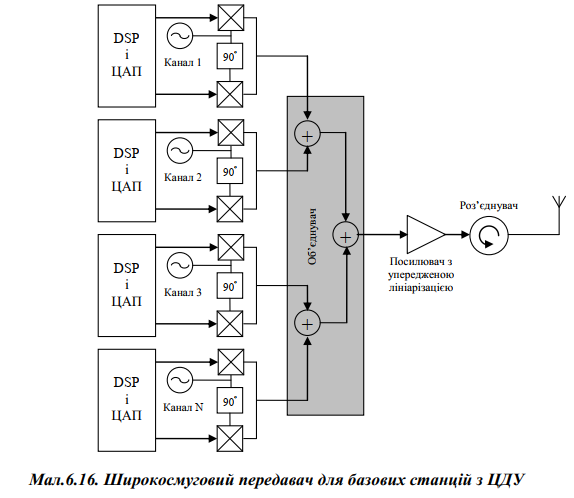 DSP
і
ЦАП
Канал 1
90°
DSP
і
ЦАП
Канал 2
90°
DSP
і
ЦАП
Канал 3
90°
DSP
і
ЦАП
Канал N
90°
Об’єднувач
+
+
+
Роз’єднувач
Посилювач з
упередженою
лініарізацією
Мал.6.16. Широкосмуговий передавач для базових станцій з ЦДУ